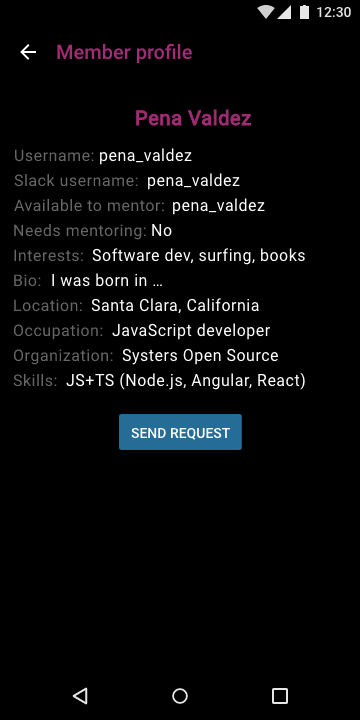 12:30
Member profile
Pena Valdez
Username: pena_valdez
Slack username: pena_valdez
Available to mentor: pena_valdez
Needs mentoring: No
Interests: Software dev, surfing, books
Bio: I was born in …
Location: Santa Clara, California
Occupation: JavaScript developer
Organization: Systers Open Source
Skills: JS+TS (Node.js, Angular, React)
SEND REQUEST